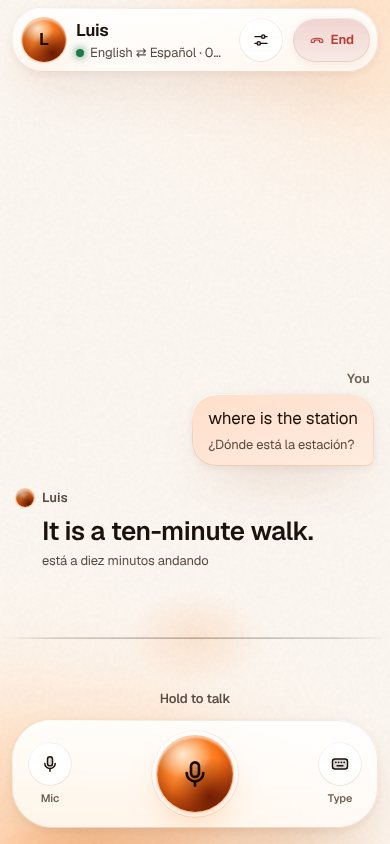 L
Luis
English ⇄ Español · 0...
End
You
where is the station
¿Dónde está la estación?
Luis
It is a ten-minute walk.
está a diez minutos andando
Hold to talk
Mic
Type